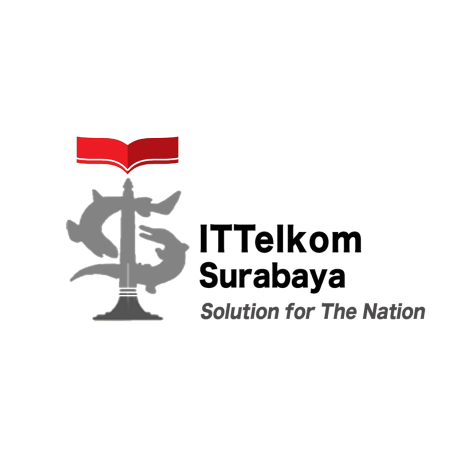 ITTelkom
Surabaya
Solution for The Nation